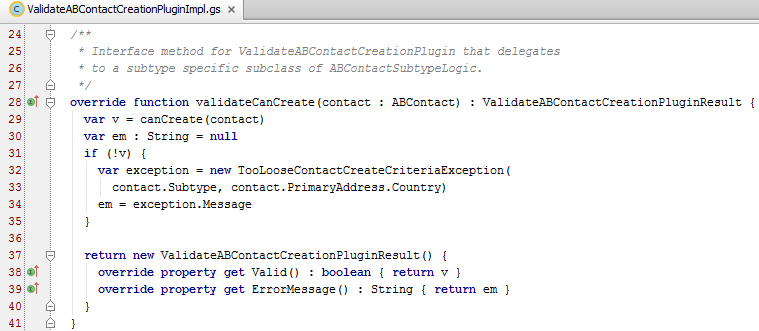 ValidateABContactCreationPluginImpl.gs ×
24 /**
25  * Interface method for ValidateABContactCreationPlugin that delegates
26  * to a subtype specific subclass of ABContactSubtypeLogic.
27  */
28 override function validateCanCreate(contact : ABContact) : ValidateABContactCreationPluginResult {
29   var v = canCreate(contact)
30   var em : String = null
31   if (!v) {
32     var exception = new TooLooseContactCreateCriteriaException(
33       contact.Subtype, contact.PrimaryAddress.Country)
34     em = exception.Message
35   }
36
37   return new ValidateABContactCreationPluginResult() {
38     override property get Valid() : boolean { return v }
39     override property get ErrorMessage() : String { return em }
40   }
41 }